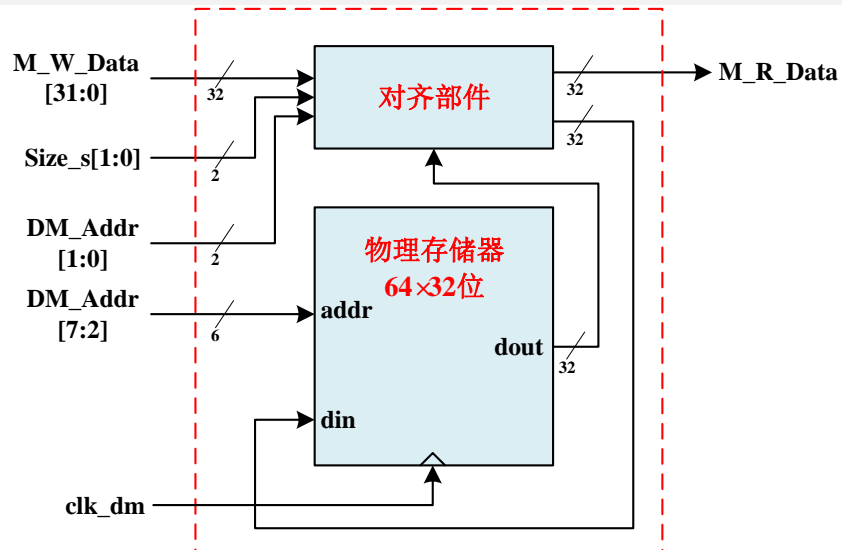 M_W_Data
[31:0]
32
Size_s[1:0]
2
DM_Addr
[1:0]
2
DM_Addr
[7:2]
6
clk_dm
对齐部件
32
M_R_Data
32
物理存储器
64×32位
addr
dout
32
din